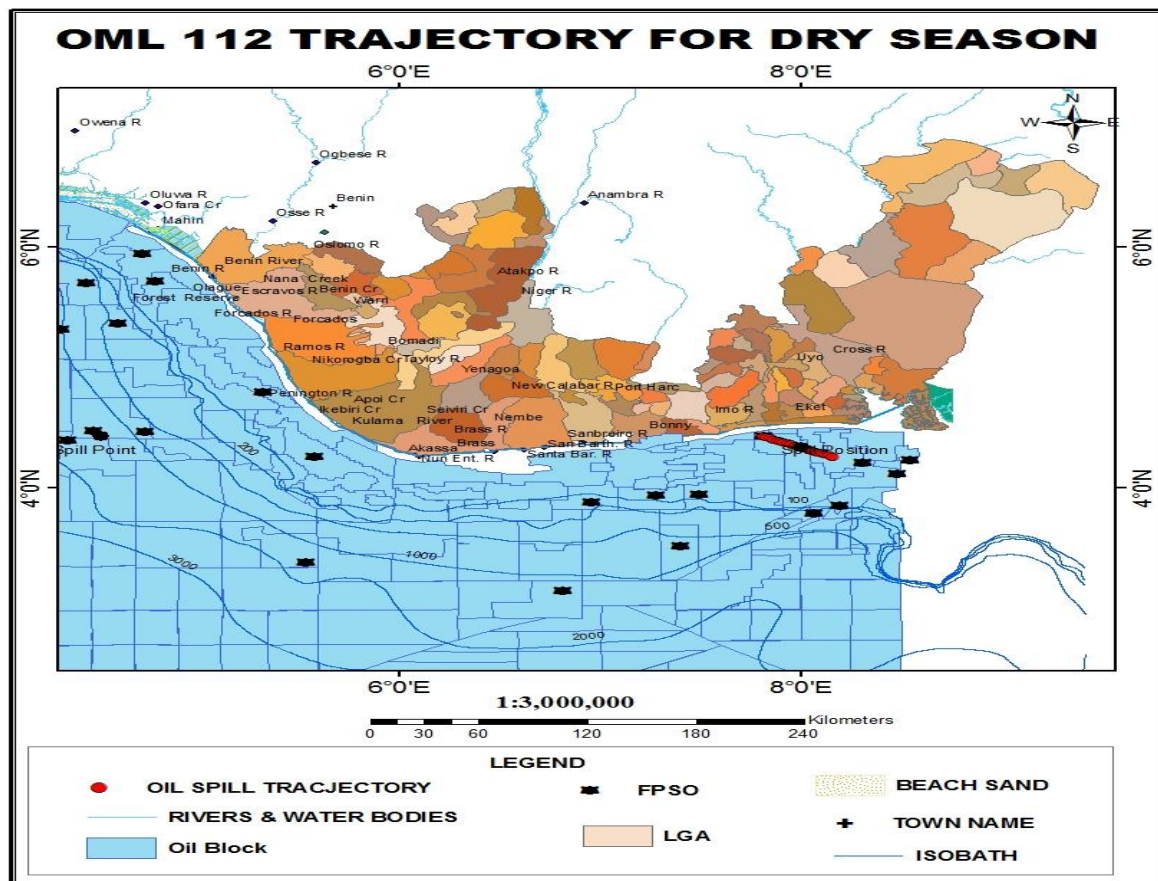 OML 112 TRAJECTORY FOR DRY SEASON
6°0'E 8°0'E
N
W E
S
Owena R
Ogbese R
Oluwa R
Ofara Cr
Benin
Anambra R
Mahin
Osse R
Oslomo R
6°0'N 6°0'N
Benin River
Benin R
Nana Creek
Atakpo R
Olague
Escravos R
Benin Cr
Niger R
Forest Reserve
Warri
Forcados R
Forcados
Bomadi
Cross R
Ramos R
Nikorogba Cr
Tayloy R
Uyo
Yenagoa
Penington R
New Calabar R
Port Harc
Apoi Cr
Ikebiri Cr
Seiviri Cr
Nembe
Imo R
Eket
Kulama
River
Brass R
Sanbreiro R
Bonny
Akassa
Brass
San Barth. R
Nun Ent. R
Santa Bar. R
Spill Point
200
Spill Position
4°0'N 4°0'N
100
500
1000
3000
2000
6°0'E 8°0'E
1:3,000,000
Kilometers
0 30 60 120 180 240
LEGEND
OIL SPILL TRACJECTORY
FPSO
BEACH SAND
RIVERS & WATER BODIES
TOWN NAME
Oil Block
LGA
ISOBATH